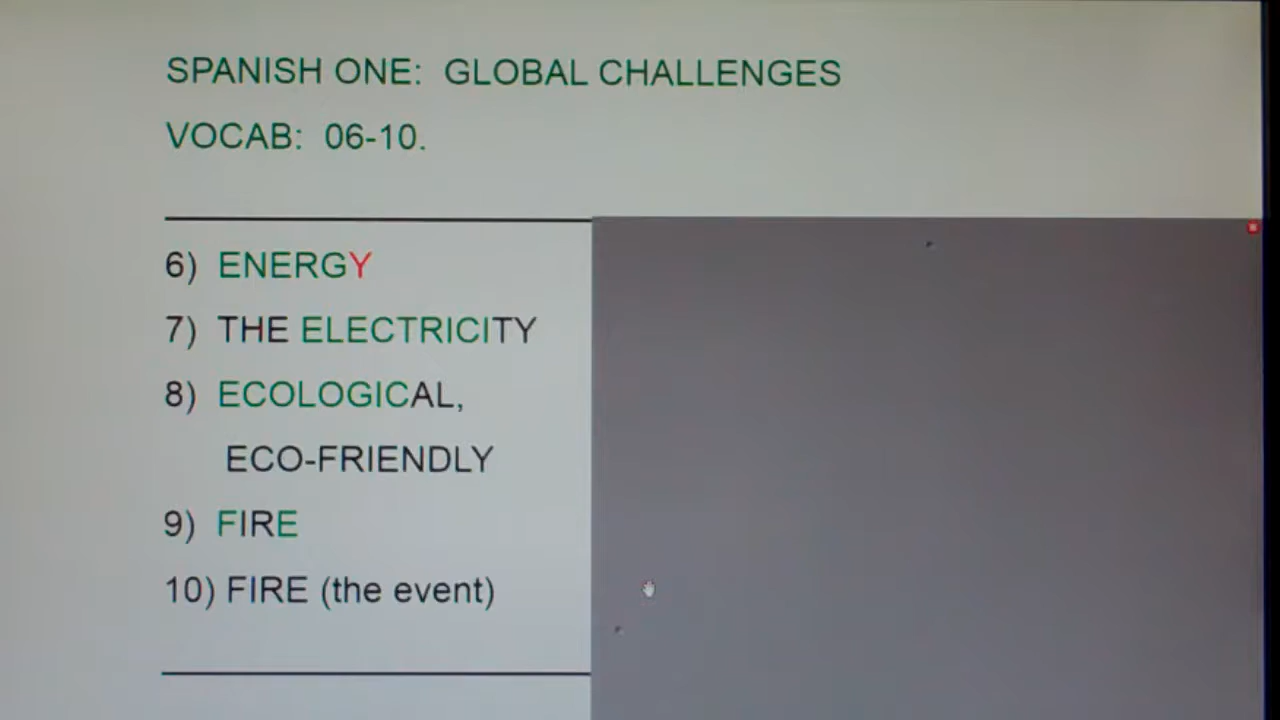 SPANISH ONE: GLOBAL CHALLENGES
VOCAB: 06-10.
6) ENERGY
7) THE ELECTRICITY
8) ECOLOGICAL,
ECO-FRIENDLY
9) FIRE
10) FIRE (the event)